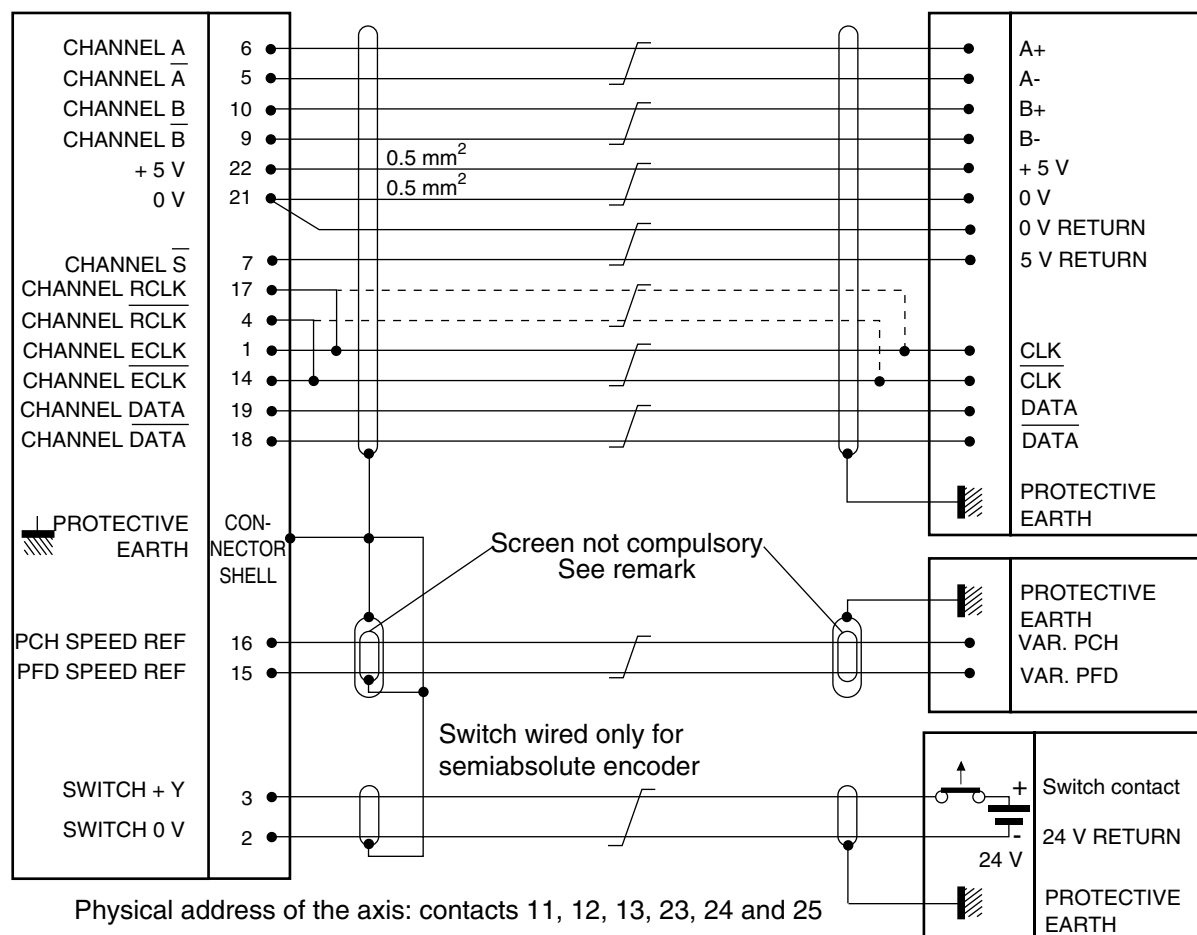 CHANNEL A 6 A+
CHANNEL A̅ 5 A-
CHANNEL B 10 B+
CHANNEL B̅ 9 B-
+ 5 V 22 0.5 mm² + 5 V
0 V 21 0.5 mm² 0 V
0 V RETURN
CHANNEL S̅ 7 5 V RETURN
CHANNEL RCLK 17
CHANNEL R̅C̅L̅K̅ 4
CHANNEL ECLK 1 CLK
CHANNEL E̅C̅L̅K̅ 14 C̅L̅K̅
CHANNEL DATA 19 DATA
CHANNEL D̅A̅T̅A̅ 18 D̅A̅T̅A̅
PROTECTIVE
EARTH
PROTECTIVE
EARTH
CON-
NECTOR
SHELL
Screen not compulsory
See remark
PROTECTIVE
EARTH
PCH SPEED REF 16 VAR. PCH
PFD SPEED REF 15 VAR. PFD
Switch wired only for
semiabsolute encoder
SWITCH + Y 3 + Switch contact
SWITCH 0 V 2 - 24 V RETURN
24 V
PROTECTIVE
EARTH
Physical address of the axis: contacts 11, 12, 13, 23, 24 and 25